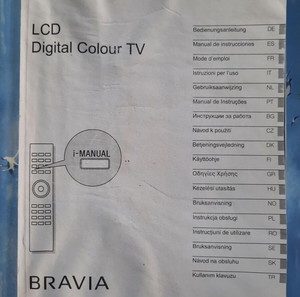 LCD
Digital Colour TV
i-MANUAL
BRAVIA
Bedienungsanleitung DE
Manual de instrucciones ES
Mode d'emploi FR
Istruzioni per l'uso IT
Gebruiksaanwijzing NL
Manual de Instruções PT
Инструкции за работа BG
Návod k použití CZ
Betjeningsvejledning DK
Käyttöohje FI
Οδηγίες Χρήσης GR
Kezelési utasítás HU
Bruksanvisning NO
Instrukcja obsługi PL
Instrucţiuni de utilizare RO
Bruksanvisning SE
Návod na obsluhu SK
Kullanım kılavuzu TR